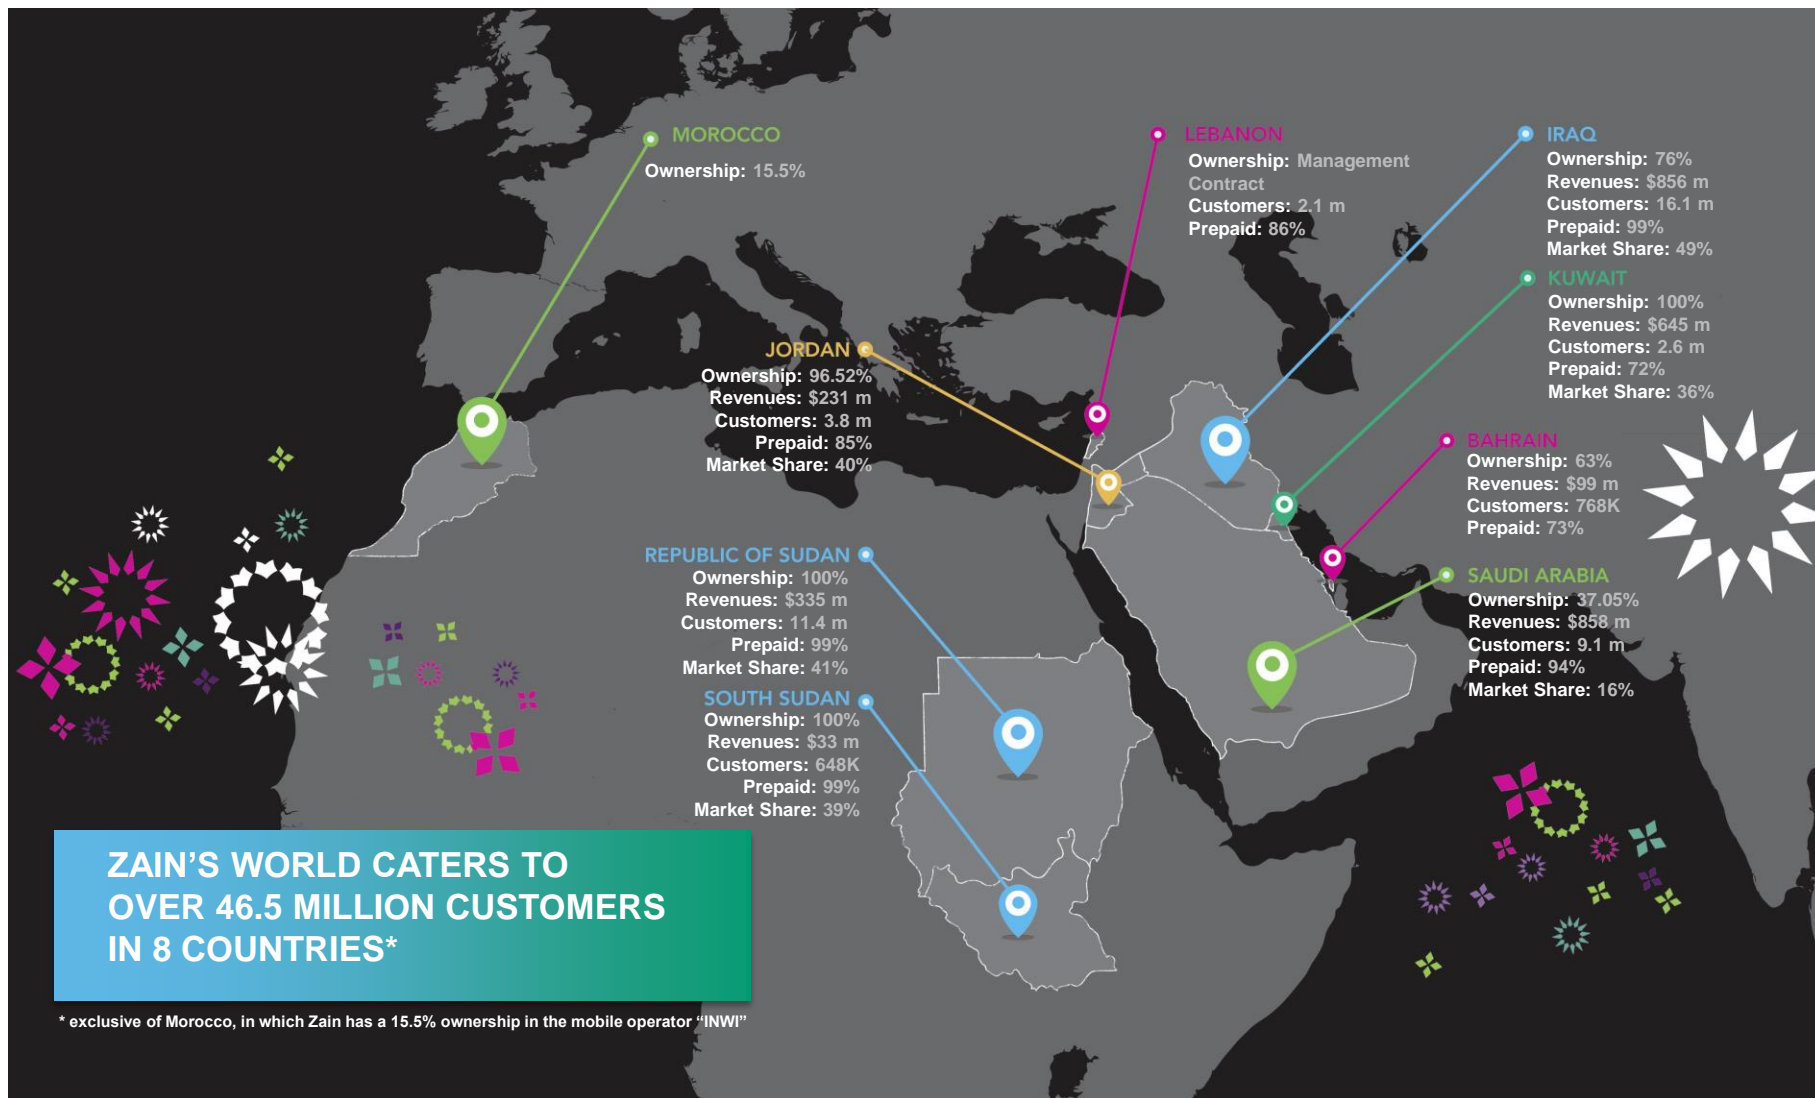 MOROCCO
Ownership: 15.5%
LEBANON
Ownership: Management
Contract
Customers: 2.1 m
Prepaid: 86%
IRAQ
Ownership: 76%
Revenues: $856 m
Customers: 16.1 m
Prepaid: 99%
Market Share: 49%
KUWAIT
Ownership: 100%
Revenues: $645 m
Customers: 2.6 m
Prepaid: 72%
Market Share: 36%
JORDAN
Ownership: 96.52%
Revenues: $231 m
Customers: 3.8 m
Prepaid: 85%
Market Share: 40%
BAHRAIN
Ownership: 63%
Revenues: $99 m
Customers: 768K
Prepaid: 73%
REPUBLIC OF SUDAN
Ownership: 100%
Revenues: $335 m
Customers: 11.4 m
Prepaid: 99%
Market Share: 41%
SAUDI ARABIA
Ownership: 37.05%
Revenues: $858 m
Customers: 9.1 m
Prepaid: 94%
Market Share: 16%
SOUTH SUDAN
Ownership: 100%
Revenues: $33 m
Customers: 648K
Prepaid: 99%
Market Share: 39%
ZAIN’S WORLD CATERS TO
OVER 46.5 MILLION CUSTOMERS
IN 8 COUNTRIES*
* exclusive of Morocco, in which Zain has a 15.5% ownership in the mobile operator “INWI”